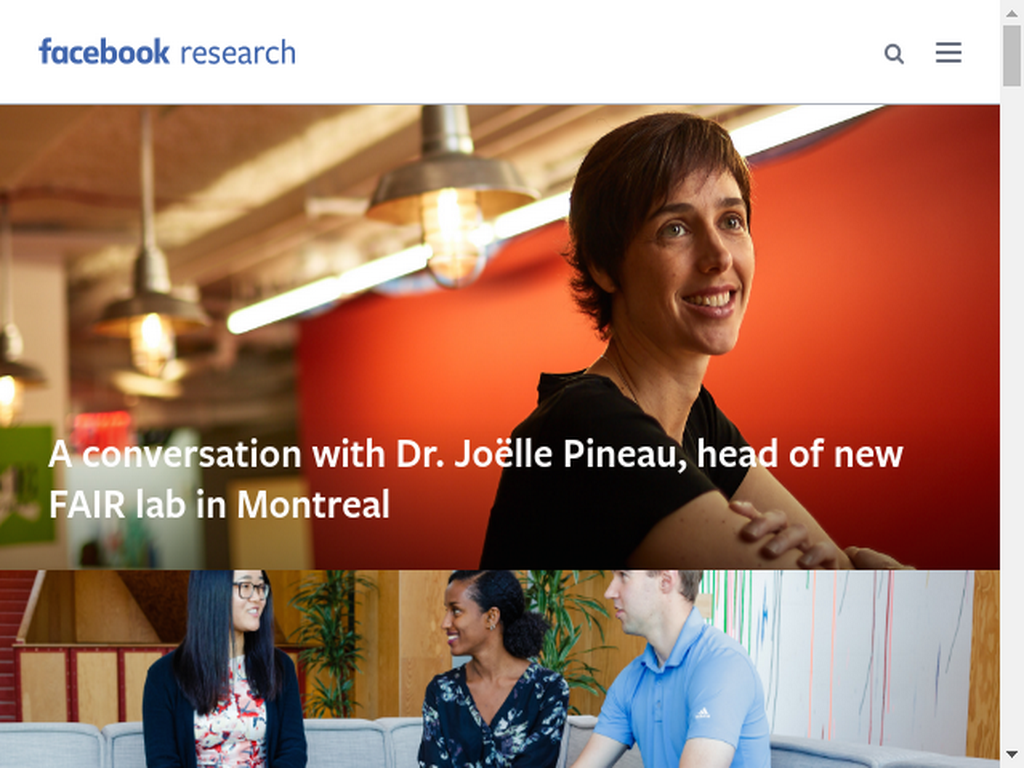 facebook research
A conversation with Dr. Joëlle Pineau, head of new
FAIR lab in Montreal